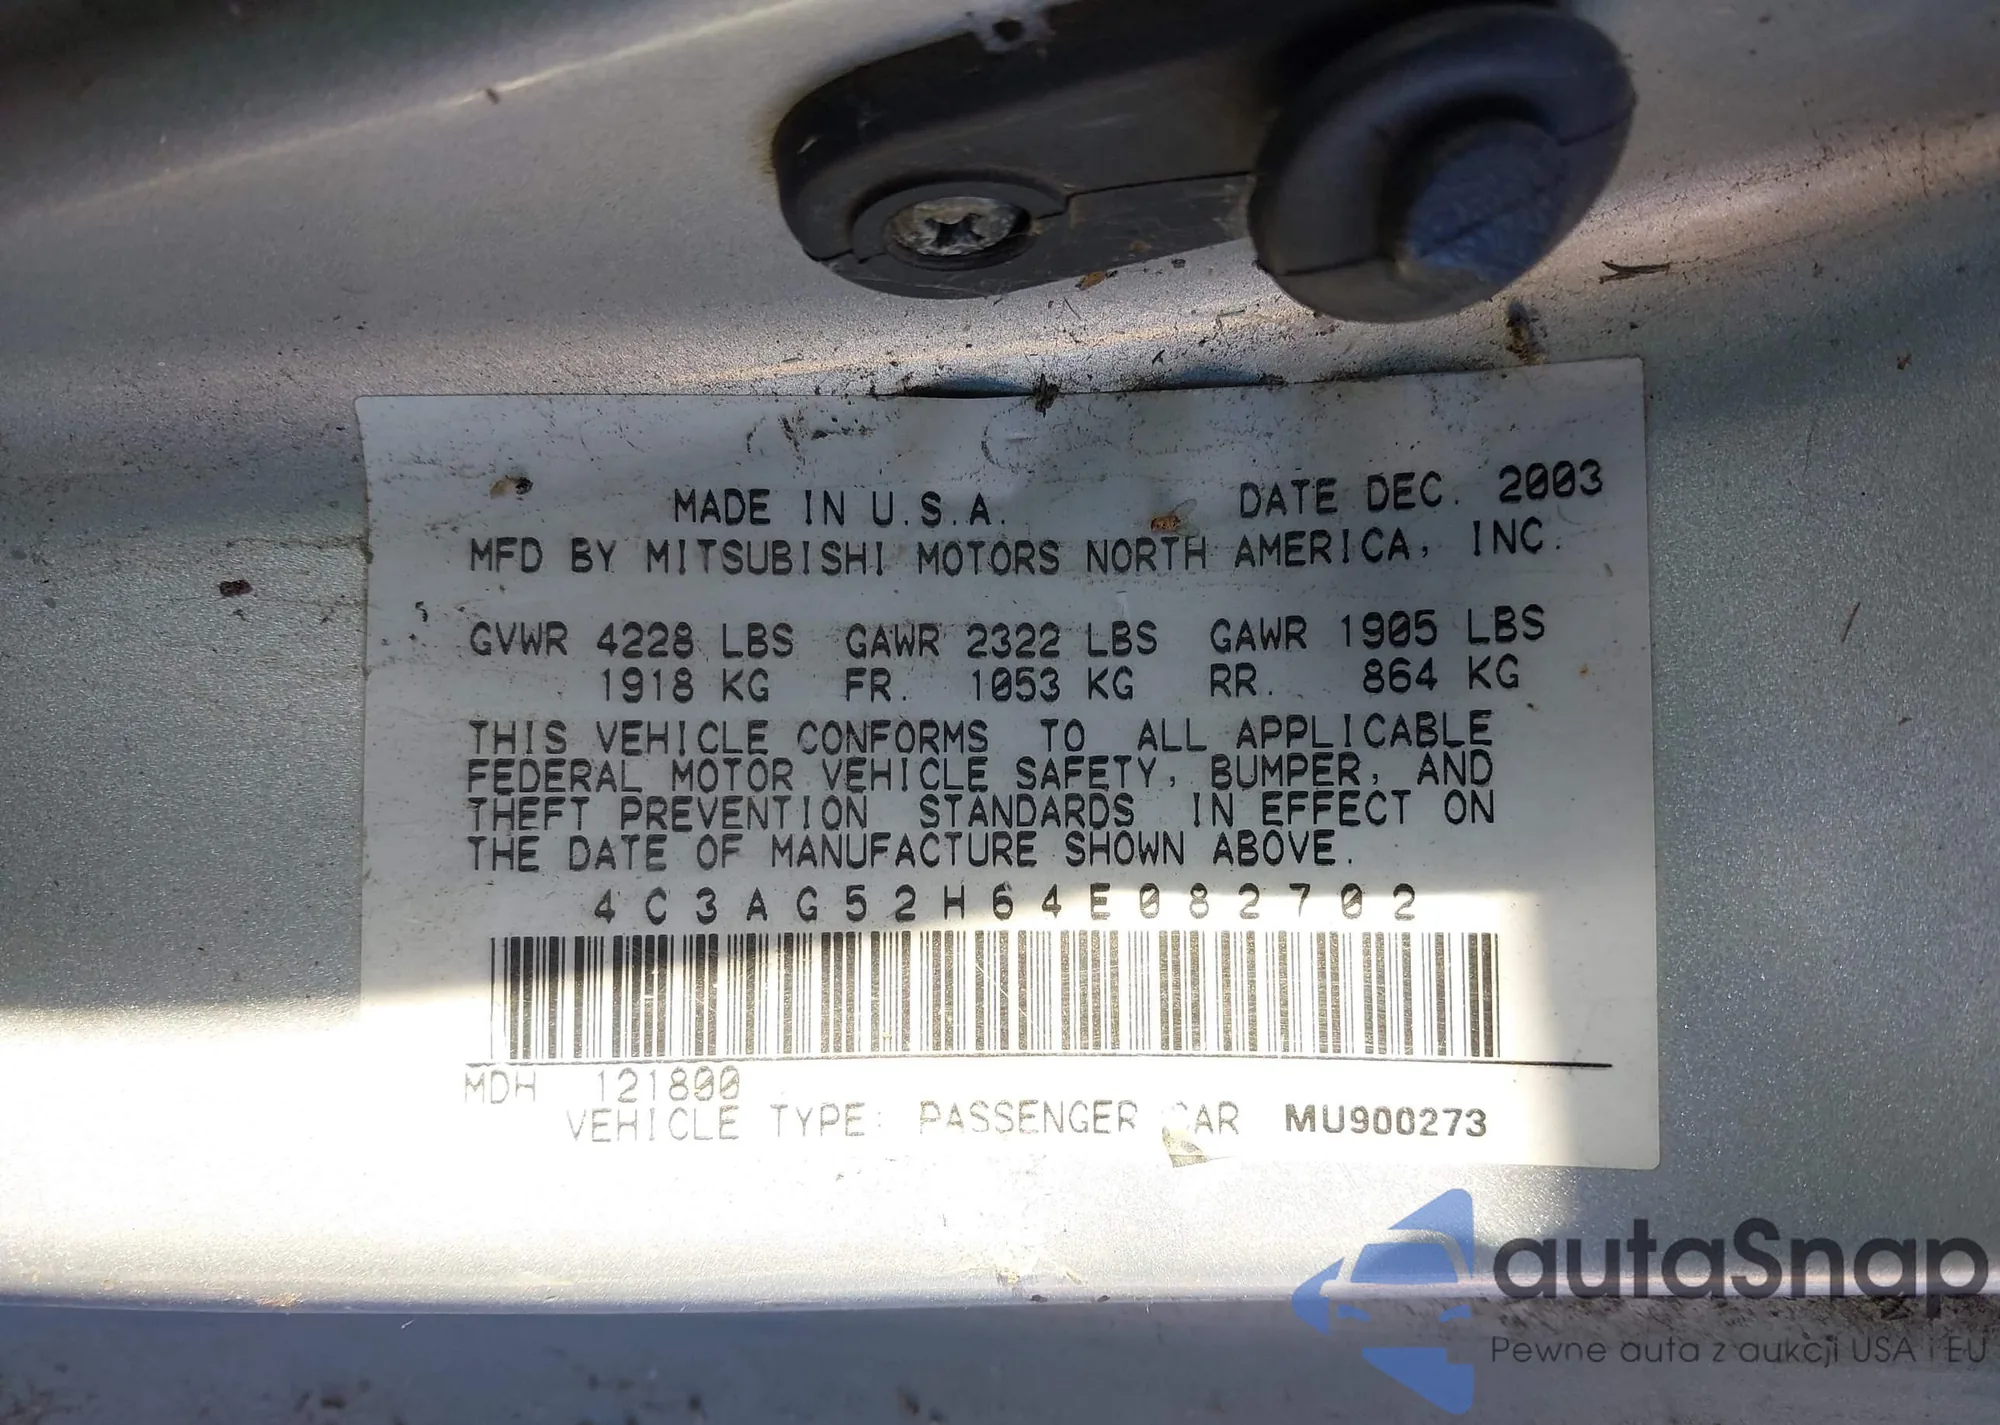 MADE IN U.S.A. DATE DEC. 2003
MFD BY MITSUBISHI MOTORS NORTH AMERICA, INC.
GVWR 4228 LBS GAWR 2322 LBS GAWR 1905 LBS
1918 KG FR. 1053 KG RR. 864 KG
THIS VEHICLE CONFORMS TO ALL APPLICABLE
FEDERAL MOTOR VEHICLE SAFETY, BUMPER, AND
THEFT PREVENTION STANDARDS IN EFFECT ON
THE DATE OF MANUFACTURE SHOWN ABOVE.
4C3AG52H64E082702
MDH 121800
VEHICLE TYPE: PASSENGER CAR MU900273
autaSnap
Pewne auta z aukcji USA i EU